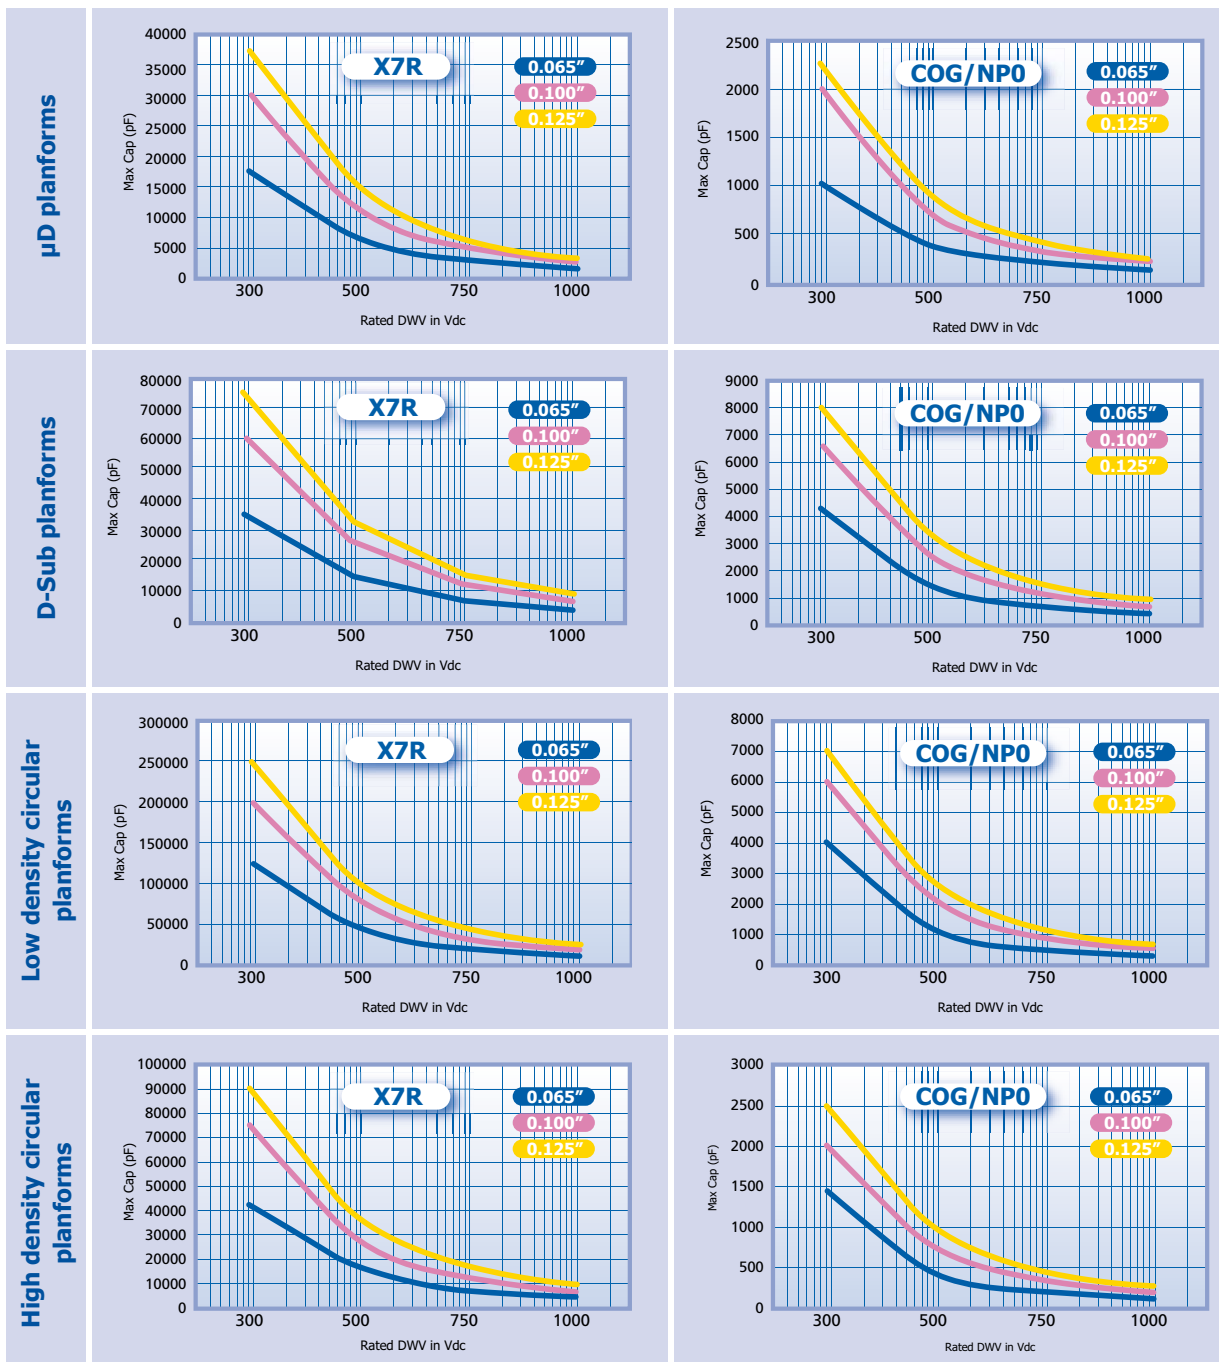 µD planforms
X7R
0.065″
0.100″
0.125″
Max Cap (pF)
40000
35000
30000
25000
20000
15000
10000
5000
0
300 500 750 1000
Rated DWV in Vdc
COG/NP0
0.065″
0.100″
0.125″
Max Cap (pF)
2500
2000
1500
1000
500
0
300 500 750 1000
Rated DWV in Vdc
D-Sub planforms
X7R
0.065″
0.100″
0.125″
Max Cap (pF)
80000
70000
60000
50000
40000
30000
20000
10000
0
300 500 750 1000
Rated DWV in Vdc
COG/NP0
0.065″
0.100″
0.125″
Max Cap (pF)
9000
8000
7000
6000
5000
4000
3000
2000
1000
0
300 500 750 1000
Rated DWV in Vdc
Low density circular
planforms
X7R
0.065″
0.100″
0.125″
Max Cap (pF)
300000
250000
200000
150000
100000
50000
0
300 500 750 1000
Rated DWV in Vdc
COG/NP0
0.065″
0.100″
0.125″
Max Cap (pF)
8000
7000
6000
5000
4000
3000
2000
1000
0
300 500 750 1000
Rated DWV in Vdc
High density circular
planforms
X7R
0.065″
0.100″
0.125″
Max Cap (pF)
100000
90000
80000
70000
60000
50000
40000
30000
20000
10000
0
300 500 750 1000
Rated DWV in Vdc
COG/NP0
0.065″
0.100″
0.125″
Max Cap (pF)
3000
2500
2000
1500
1000
500
0
300 500 750 1000
Rated DWV in Vdc